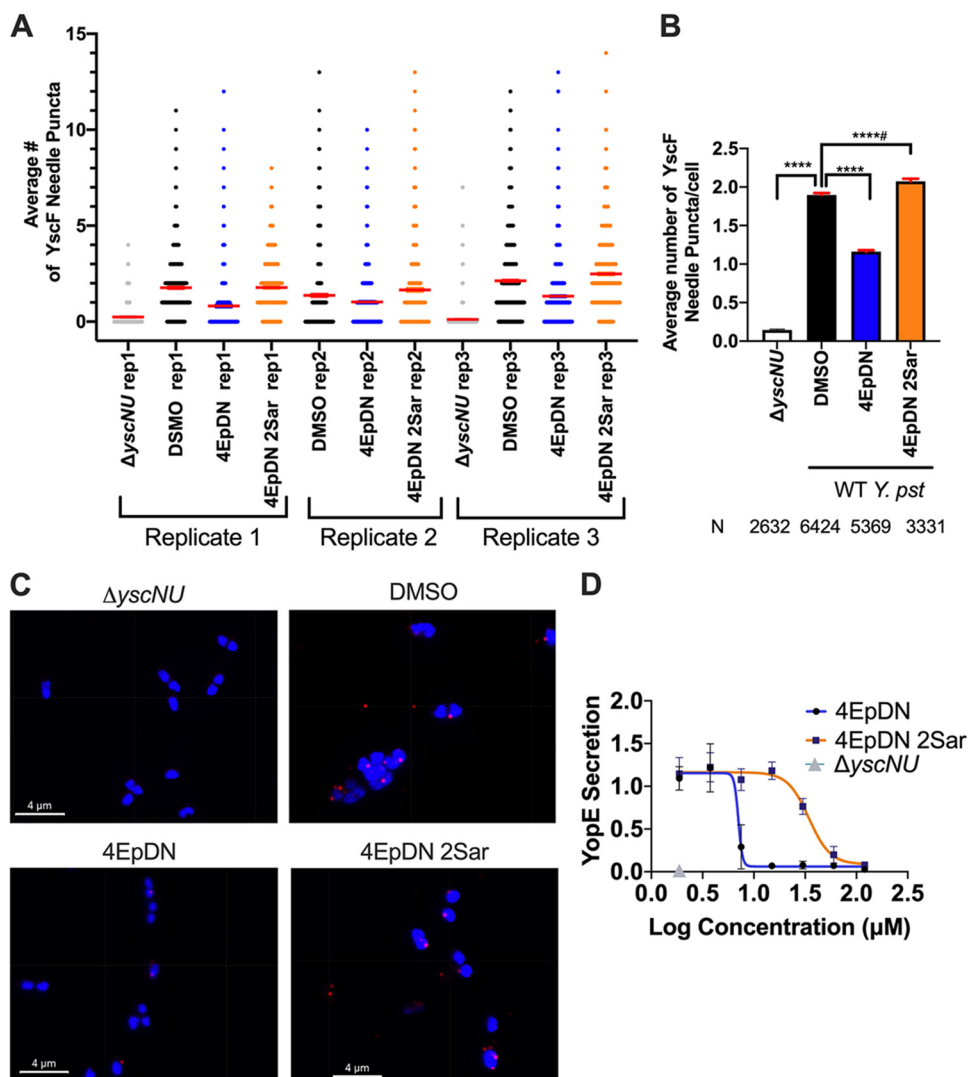 A
15
10
5
0
Average #
of YscF Needle Puncta
ΔyscNU rep1
DSMO rep1
4EpDN rep1
4EpDN 2Sar rep1
DMSO rep2
4EpDN rep2
4EpDN 2Sar rep2
ΔyscNU rep3
DMSO rep3
4EpDN rep3
4EpDN 2Sar rep3
Replicate 1
Replicate 2
Replicate 3
B
****#
**** ****
2.5
2.0
1.5
1.0
0.5
0.0
Average number of YscF
Needle Puncta/cell
ΔyscNU
DMSO
4EpDN
4EpDN 2Sar
WT Y. pst
N 2632 6424 5369 3331
C
ΔyscNU
DMSO
4 µm
4 µm
4EpDN
4EpDN 2Sar
4 µm
4 µm
D
2.0
1.5
1.0
0.5
0.0
YopE Secretion
4EpDN
4EpDN 2Sar
ΔyscNU
0.0 0.5 1.0 1.5 2.0 2.5
Log Concentration (µM)